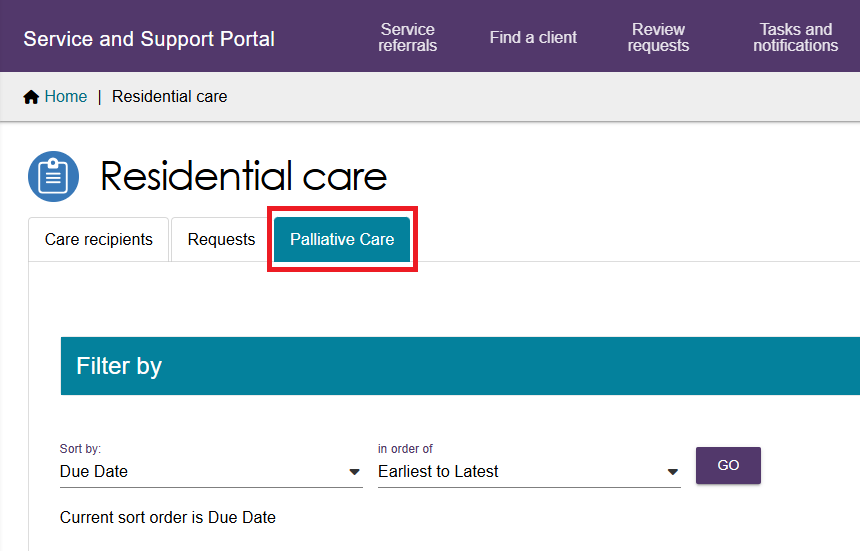 Service and Support Portal
Service
referrals
Find a client
Review
requests
Tasks and
notifications
Home | Residential care
Residential care
Care recipients
Requests
Palliative Care
Filter by
Sort by:
Due Date
in order of
Earliest to Latest
GO
Current sort order is Due Date